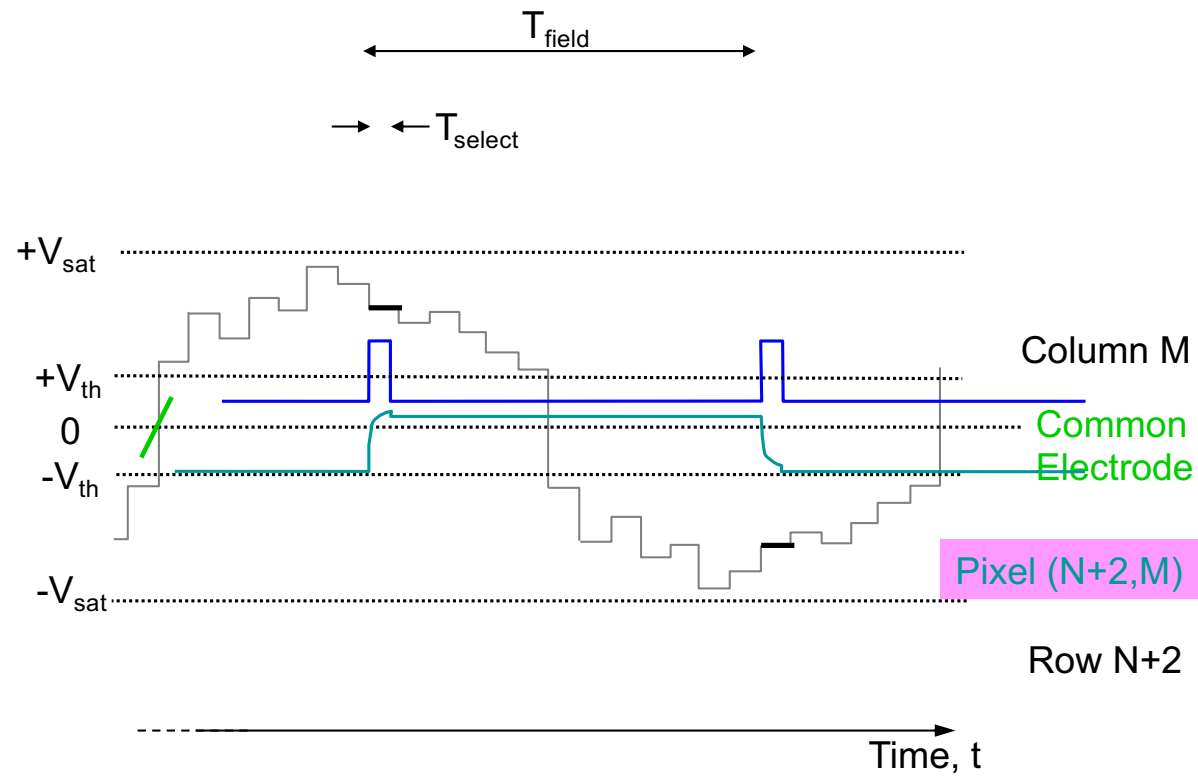 T_field
T_select
+V_sat
Column M
+V_th
0
Common
-V_th
Electrode
Pixel (N+2,M)
-V_sat
Row N+2
Time, t